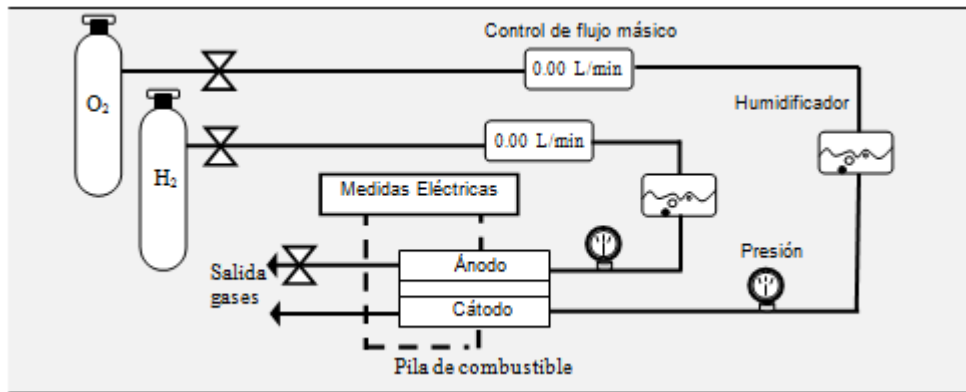 Control de flujo másico
0.00 L/min
O₂
Humidificador
0.00 L/min
H₂
Medidas Eléctricas
Ánodo
Presión
Salida
gases
Cátodo
Pila de combustible